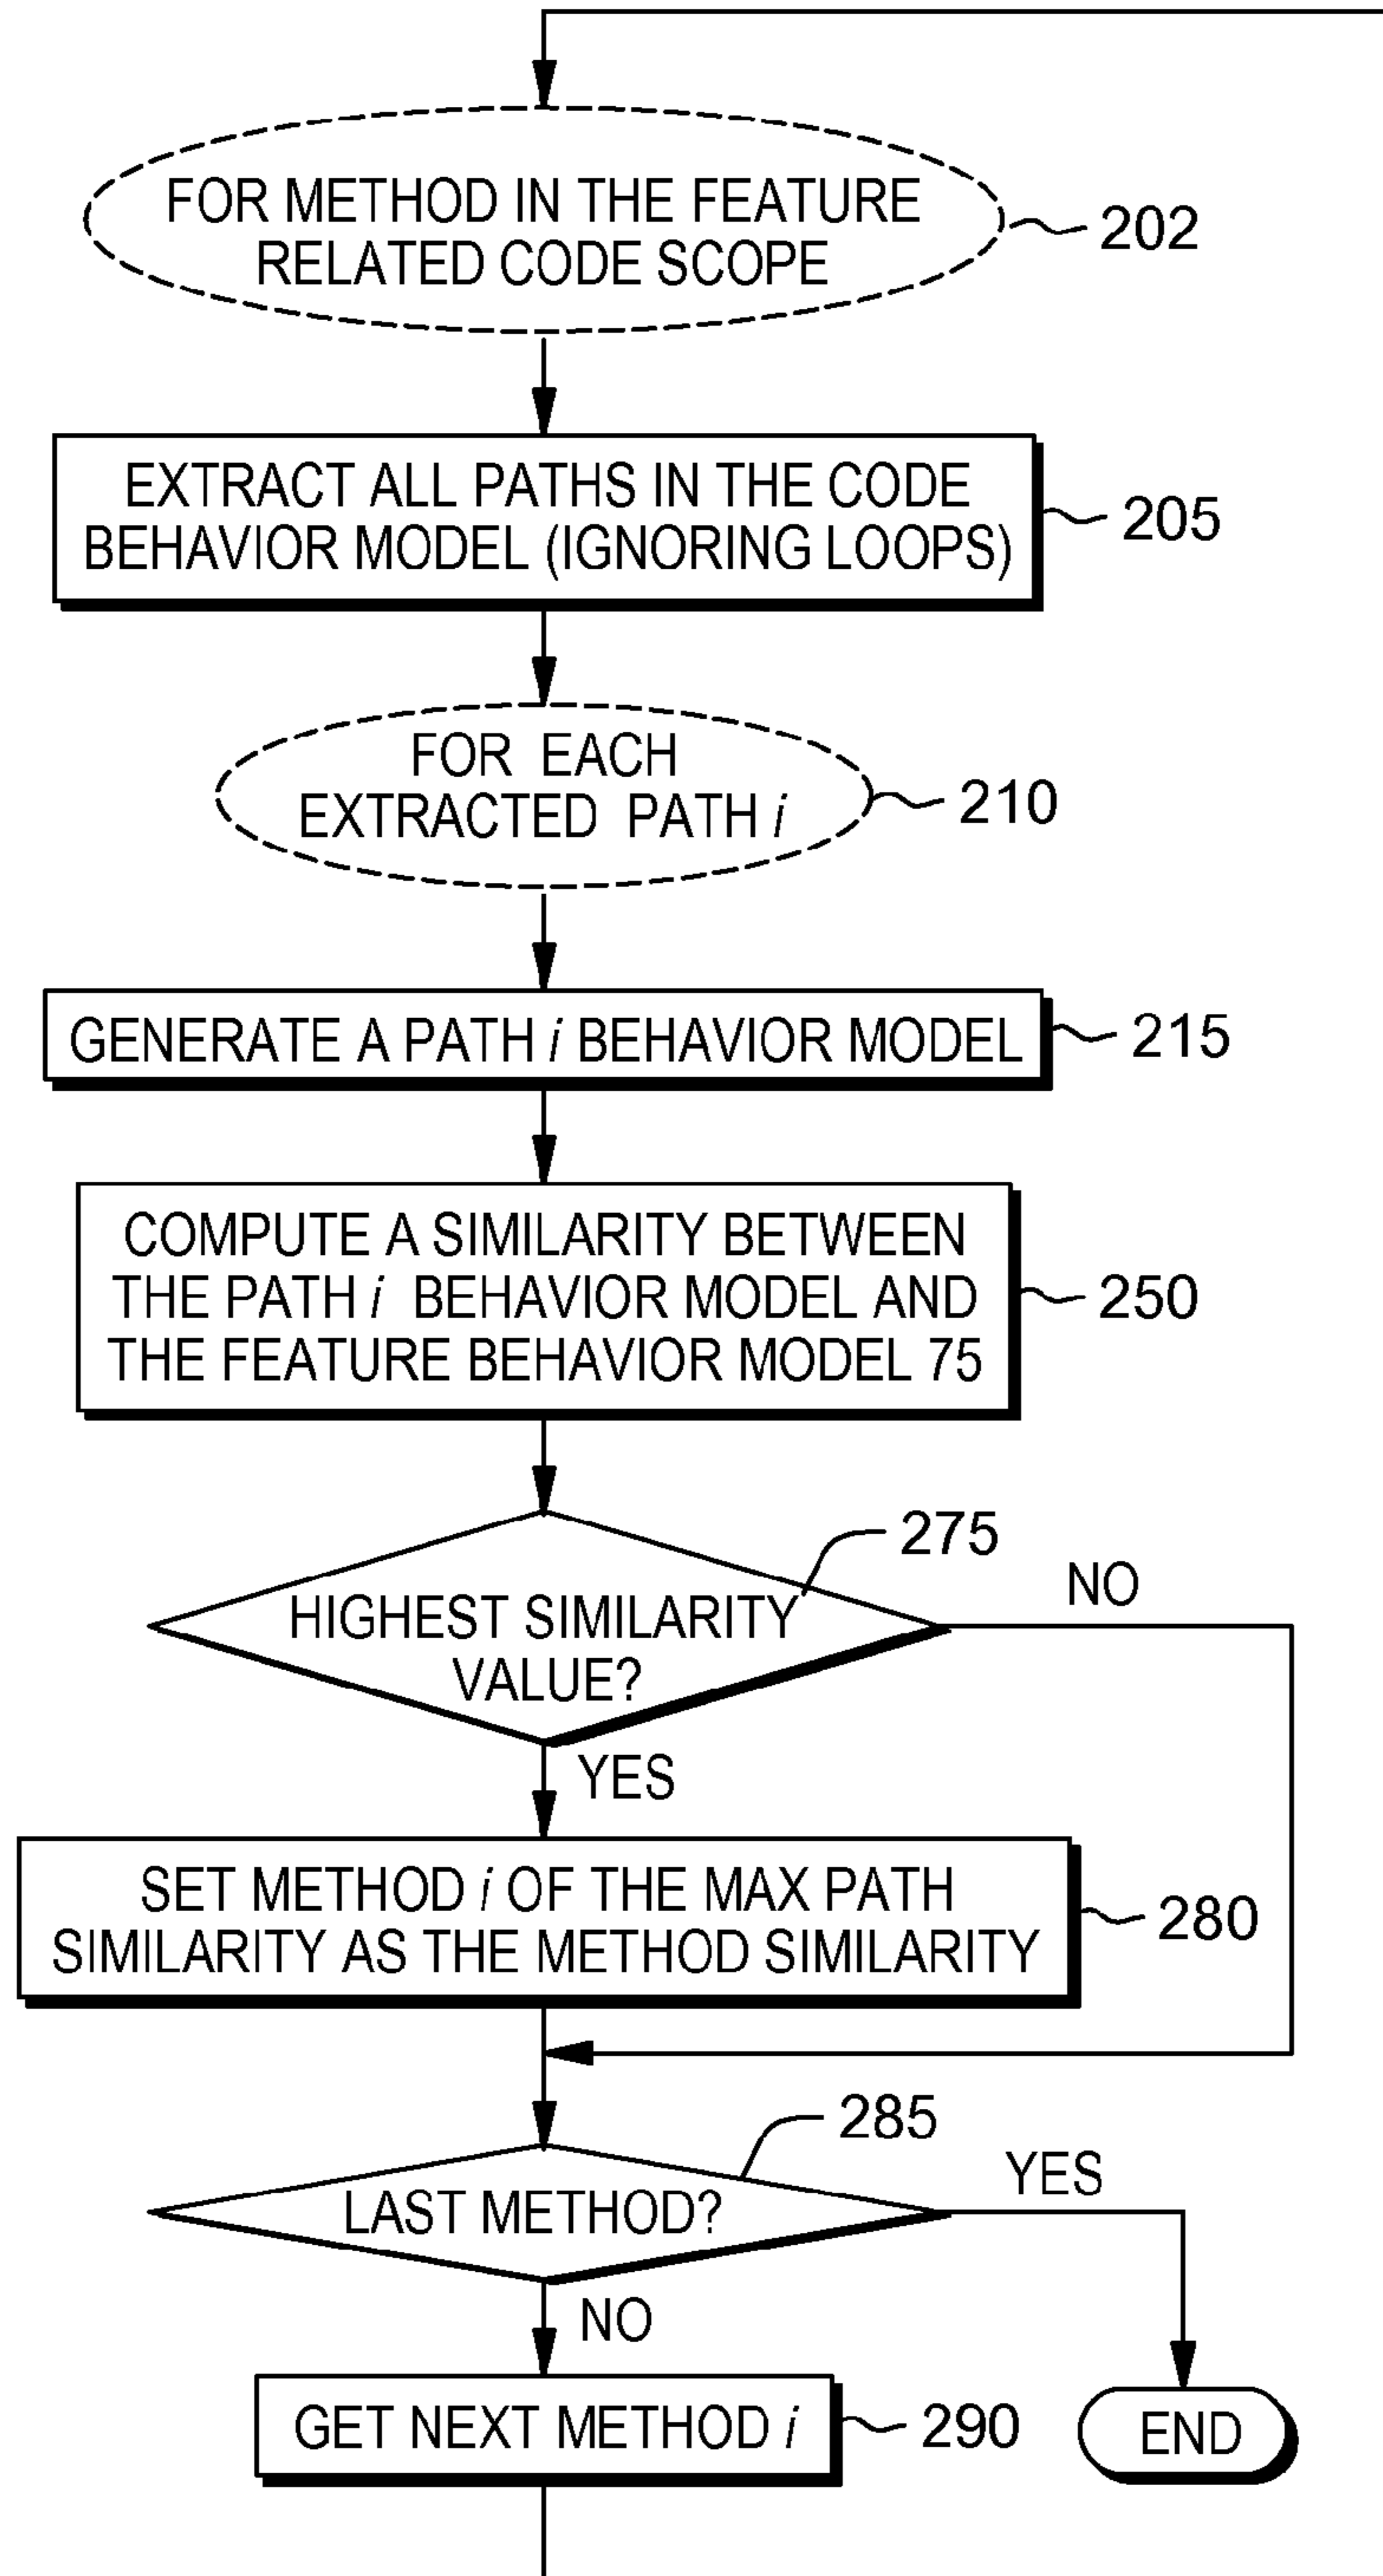 FOR METHOD IN THE FEATURE
RELATED CODE SCOPE
202
EXTRACT ALL PATHS IN THE CODE
BEHAVIOR MODEL (IGNORING LOOPS)
205
FOR EACH
EXTRACTED PATH i
210
GENERATE A PATH i BEHAVIOR MODEL
215
COMPUTE A SIMILARITY BETWEEN
THE PATH i BEHAVIOR MODEL AND
THE FEATURE BEHAVIOR MODEL 75
250
275
HIGHEST SIMILARITY
VALUE?
NO
YES
SET METHOD i OF THE MAX PATH
SIMILARITY AS THE METHOD SIMILARITY
280
285
LAST METHOD?
YES
NO
GET NEXT METHOD i
290
END